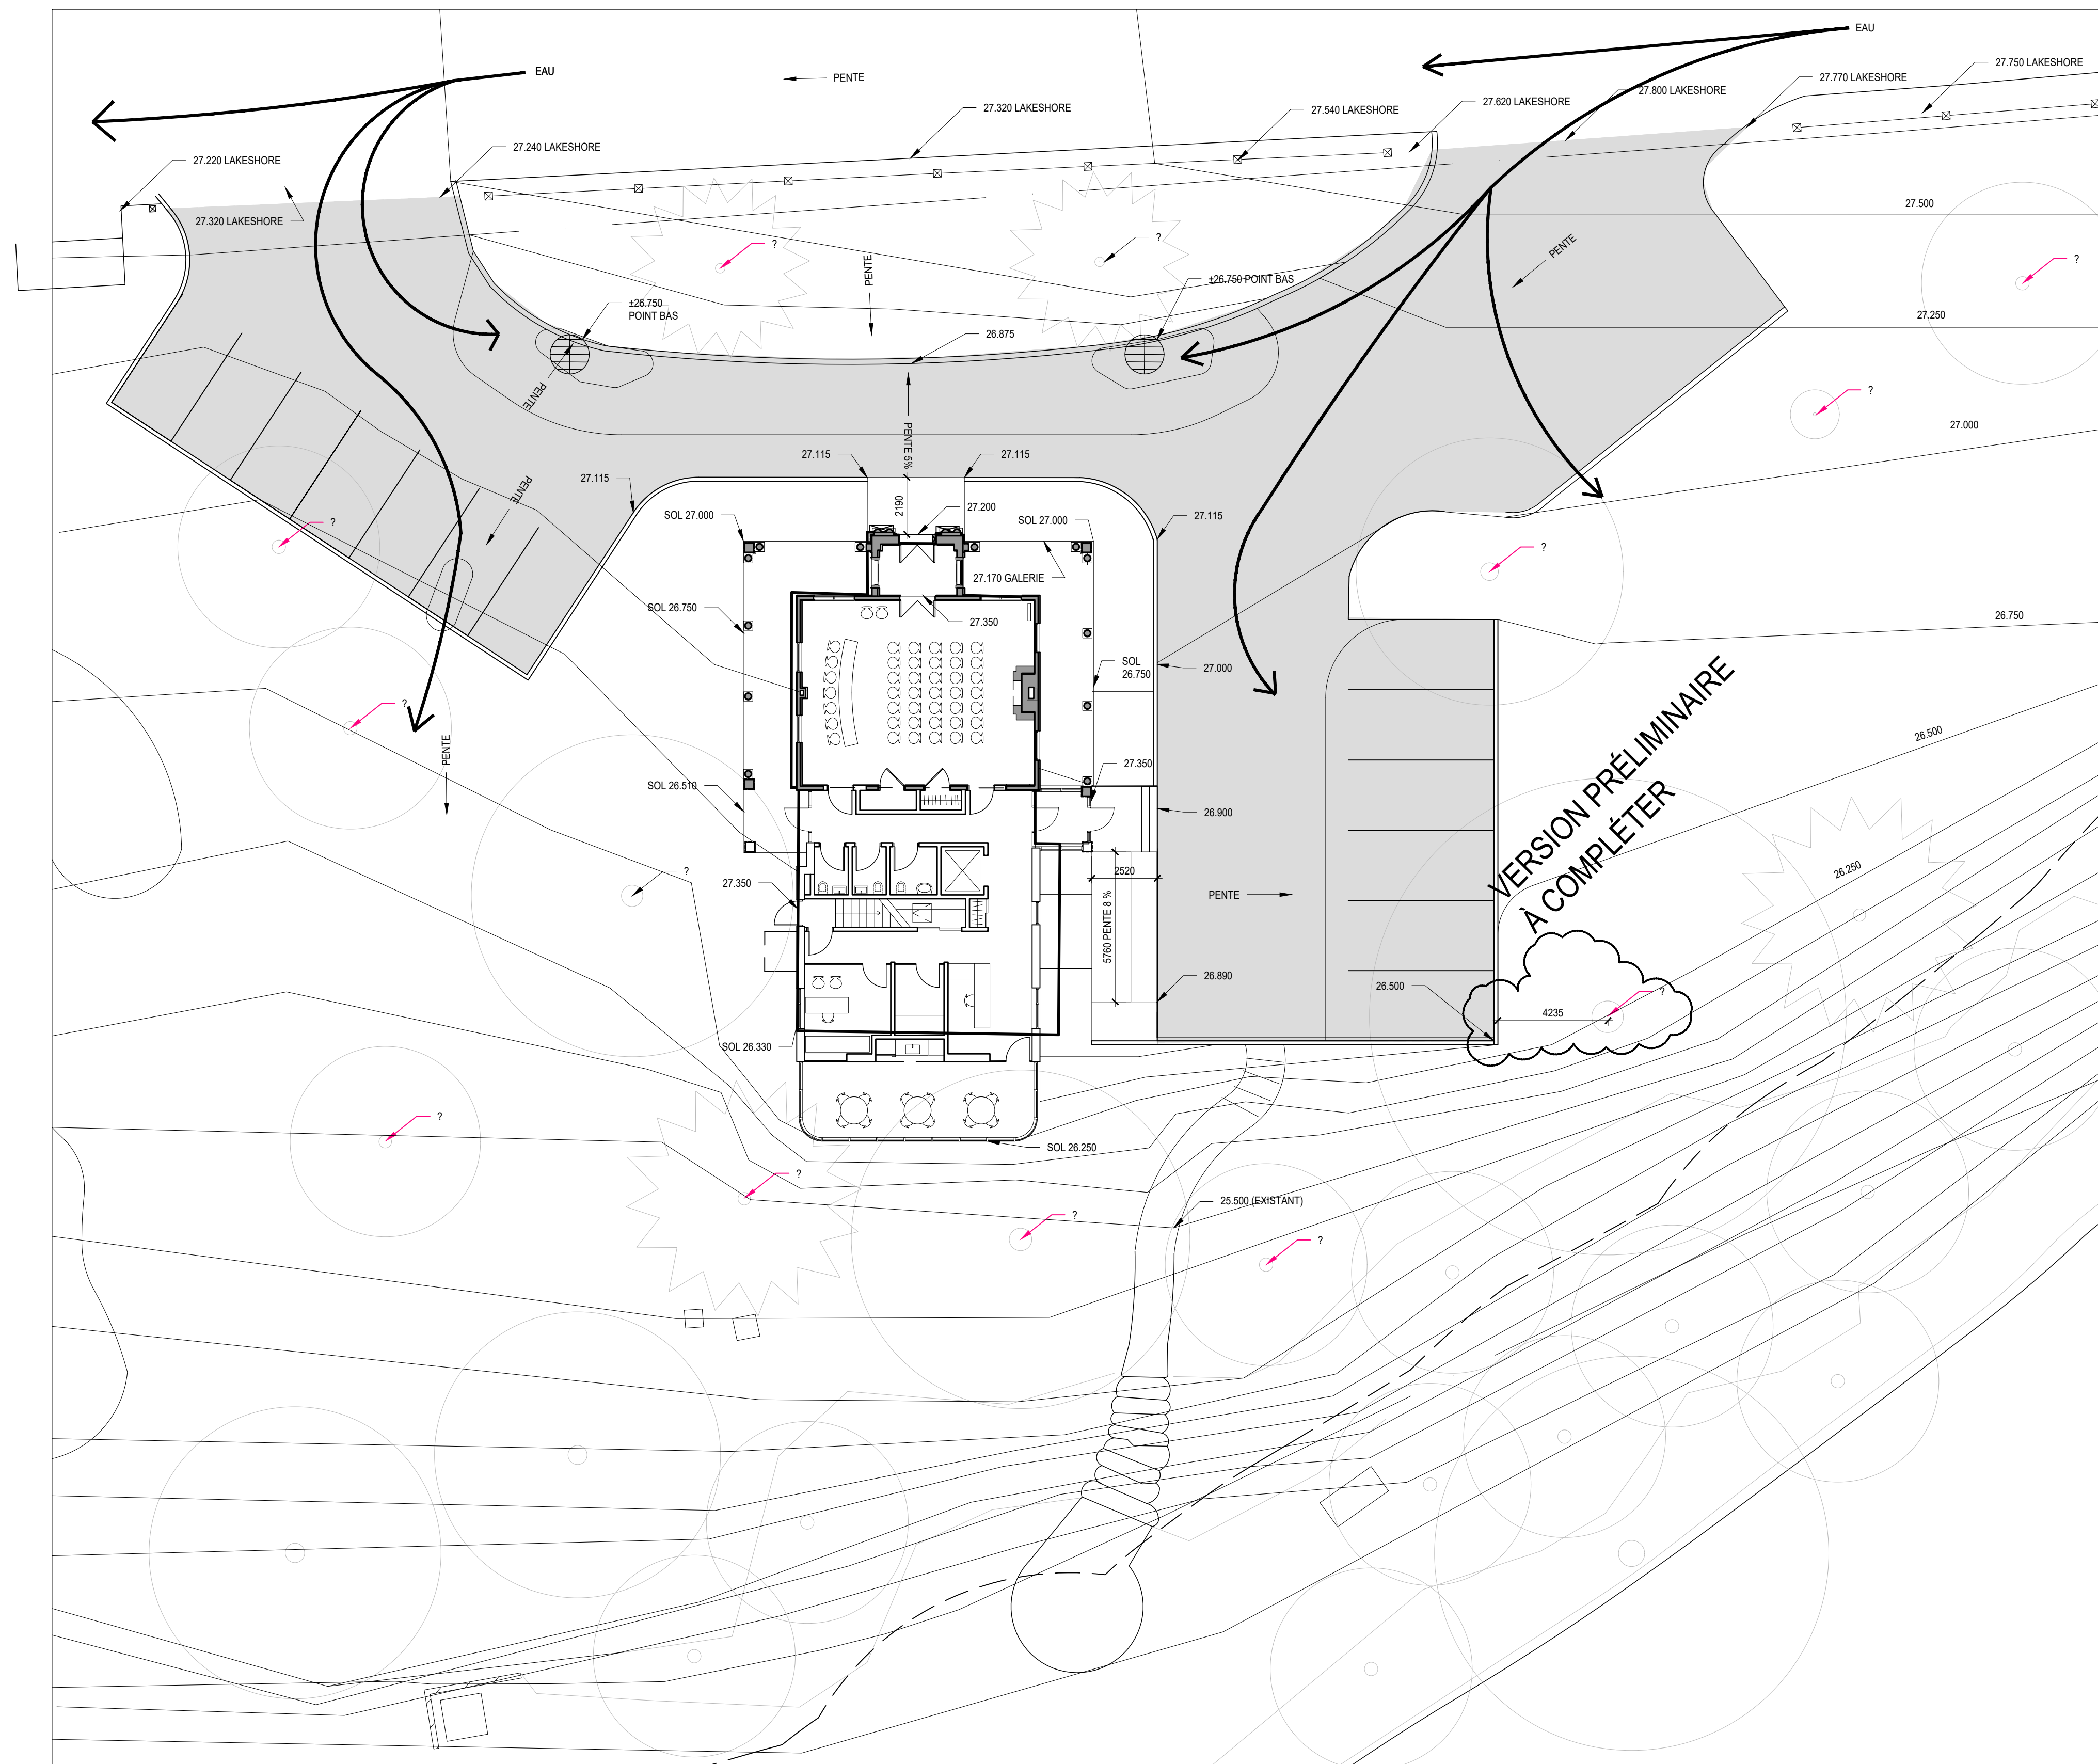 EAU
EAU
PENTE
27.750 LAKESHORE
27.770 LAKESHORE
27.800 LAKESHORE
27.620 LAKESHORE
27.540 LAKESHORE
27.320 LAKESHORE
27.240 LAKESHORE
27.220 LAKESHORE
27.320 LAKESHORE
27.500
?
?
PENTE
?
PENTE
±26.750 POINT BAS
±26.750
POINT BAS
27.250
26.875
PENTE
?
27.000
PENTE 5%
27.115
27.115
27.115
PENTE
2190
27.200
SOL 27.000
SOL 27.000
27.115
?
?
27.170 GALERIE
SOL 26.750
27.350
26.750
SOL
26.750
27.000
?
PENTE
26.500
VERSION PRÉLIMINAIRE
À COMPLÉTER
27.350
SOL 26.510
26.900
?
2520
26.250
27.350
PENTE
5760 PENTE 8 %
26.890
26.500
?
4235
SOL 26.330
?
SOL 26.250
?
25.500 (EXISTANT)
?
?